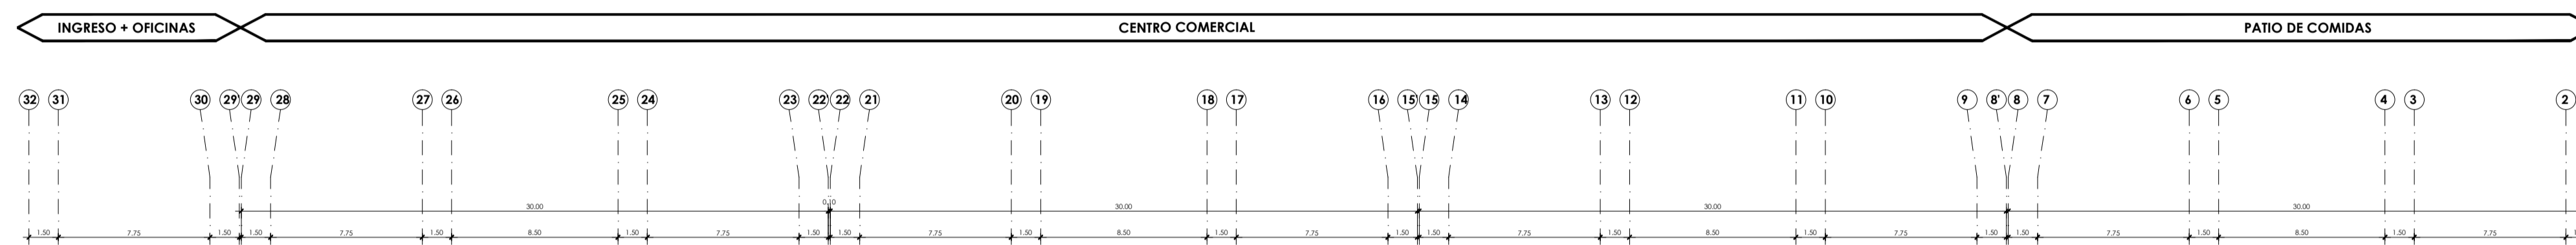 INGRESO + OFICINAS CENTRO COMERCIAL PATIO DE COMIDAS
32 31 30 29' 29 28 27 26 25 24 23 22' 22 21 20 19 18 17 16 15' 15 14 13 12 11 10 9 8' 8 7 6 5 4 3 2
30.00 0.10 30.00 30.00 30.00
1.50 7.75 1.50 1.50 7.75 1.50 8.50 1.50 7.75 1.50 1.50 7.75 1.50 8.50 1.50 7.75 1.50 1.50 7.75 1.50 8.50 1.50 7.75 1.50 1.50 7.75 1.50 8.50 1.50 7.75